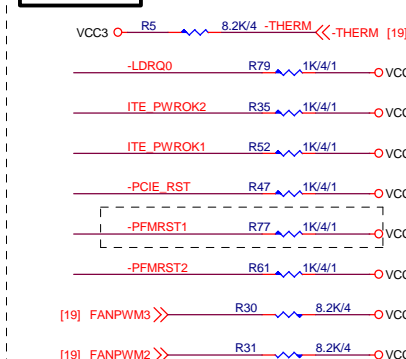 VCC3 R5 8.2K/4 -THERM -THERM [19]
-LDRQ0 R79 1K/4/1
ITE_PWROK2 R35 1K/4/1
ITE_PWROK1 R52 1K/4/1
-PCIE_RST R47 1K/4/1
-PFMRST1 R77 1K/4/1
-PFMRST2 R61 1K/4/1
[19] FANPWM3 R30 8.2K/4
[19] FANPWM2 R31 8.2K/4